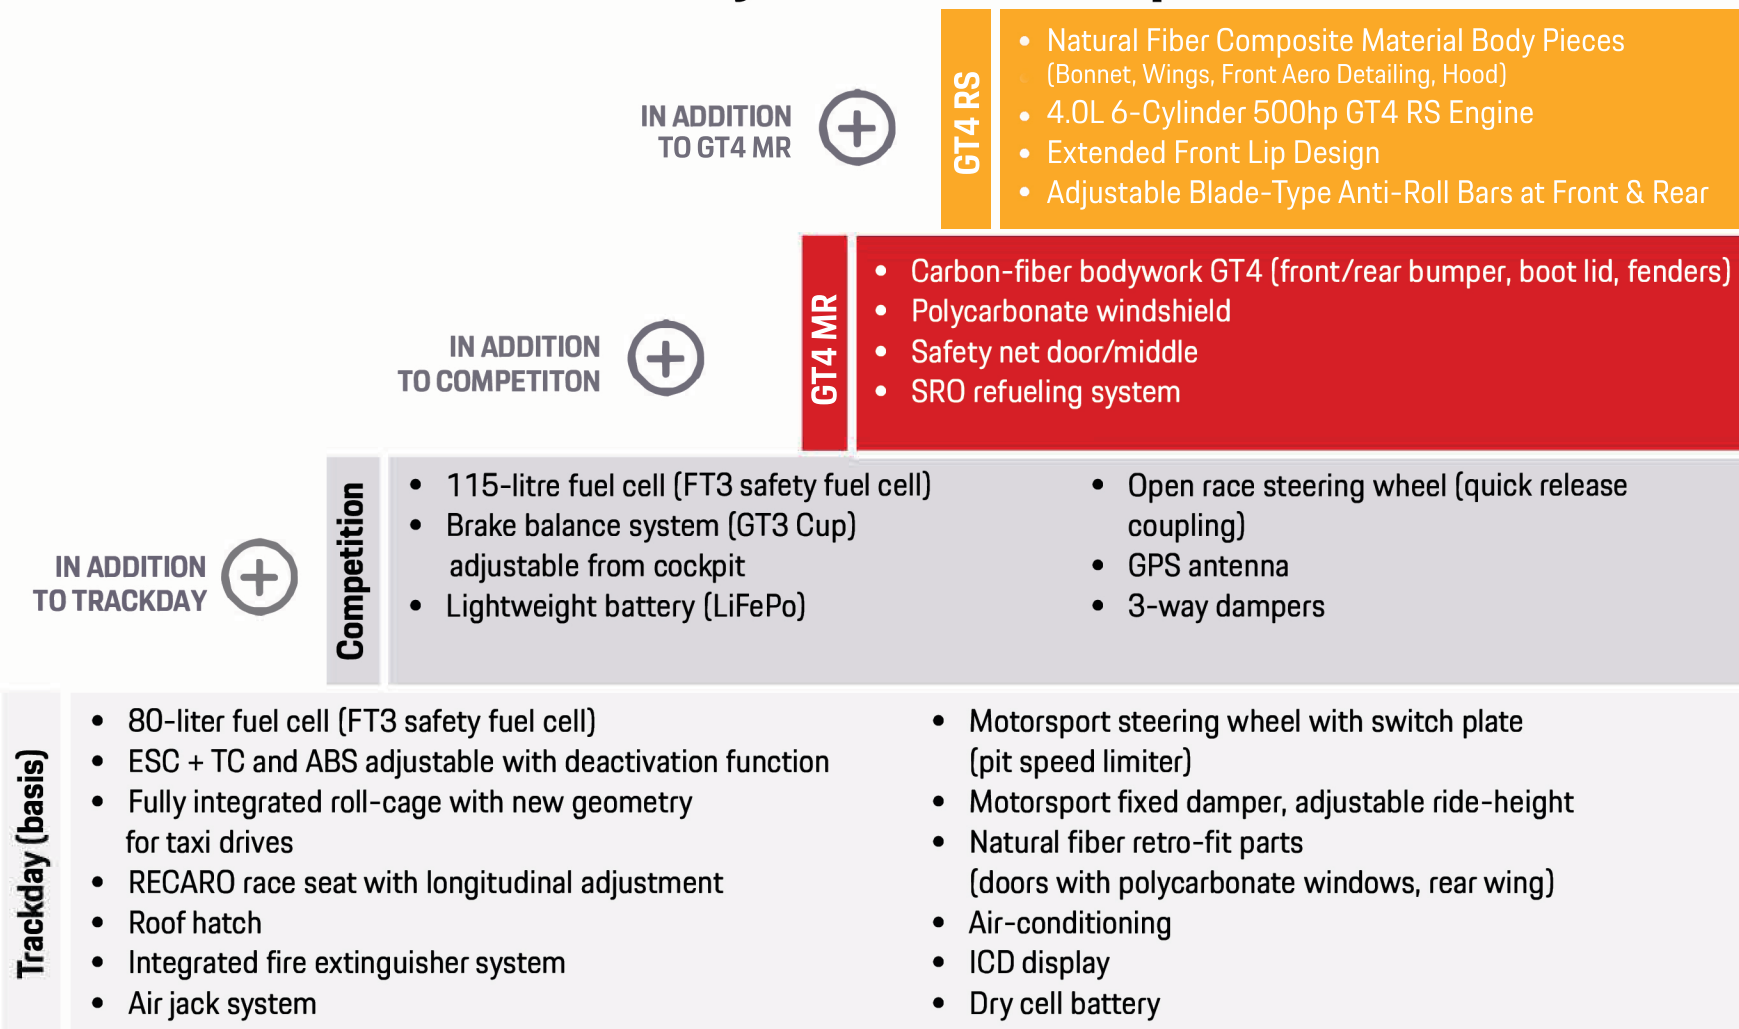 GT4 RS
• Natural Fiber Composite Material Body Pieces
(Bonnet, Wings, Front Aero Detailing, Hood)
• 4.0L 6-Cylinder 500hp GT4 RS Engine
• Extended Front Lip Design
• Adjustable Blade-Type Anti-Roll Bars at Front & Rear
IN ADDITION
TO GT4 MR
GT4 MR
• Carbon-fiber bodywork GT4 (front/rear bumper, boot lid, fenders)
• Polycarbonate windshield
• Safety net door/middle
• SRO refueling system
IN ADDITION
TO COMPETITON
Competition
• 115-litre fuel cell (FT3 safety fuel cell)
• Brake balance system (GT3 Cup)
adjustable from cockpit
• Lightweight battery (LiFePo)
• Open race steering wheel (quick release
coupling)
• GPS antenna
• 3-way dampers
IN ADDITION
TO TRACKDAY
Trackday (basis)
• 80-liter fuel cell (FT3 safety fuel cell)
• ESC + TC and ABS adjustable with deactivation function
• Fully integrated roll-cage with new geometry
for taxi drives
• RECARO race seat with longitudinal adjustment
• Roof hatch
• Integrated fire extinguisher system
• Air jack system
• Motorsport steering wheel with switch plate
(pit speed limiter)
• Motorsport fixed damper, adjustable ride-height
• Natural fiber retro-fit parts
(doors with polycarbonate windows, rear wing)
• Air-conditioning
• ICD display
• Dry cell battery